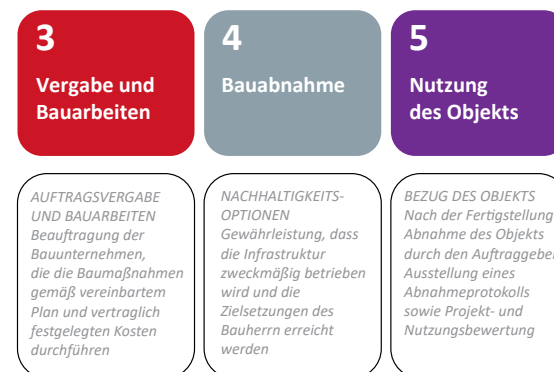 3
Vergabe und
Bauarbeiten
4
Bauabnahme
5
Nutzung
des Objekts
AUFTRAGSVERGABE
UND BAUARBEITEN
Beauftragung der
Bauunternehmen,
die die Baumaßnahmen
gemäß vereinbartem
Plan und vertraglich
festgelegten Kosten
durchführen
NACHHALTIGKEITS-
OPTIONEN
Gewährleistung, dass
die Infrastruktur
zweckmäßig betrieben
wird und die
Zielsetzungen des
Bauherrn erreicht
werden
BEZUG DES OBJEKTS
Nach der Fertigstellung
Abnahme des Objekts
durch den Auftraggeber
Ausstellung eines
Abnahmeprotokolls
sowie Projekt- und
Nutzungsbewertung